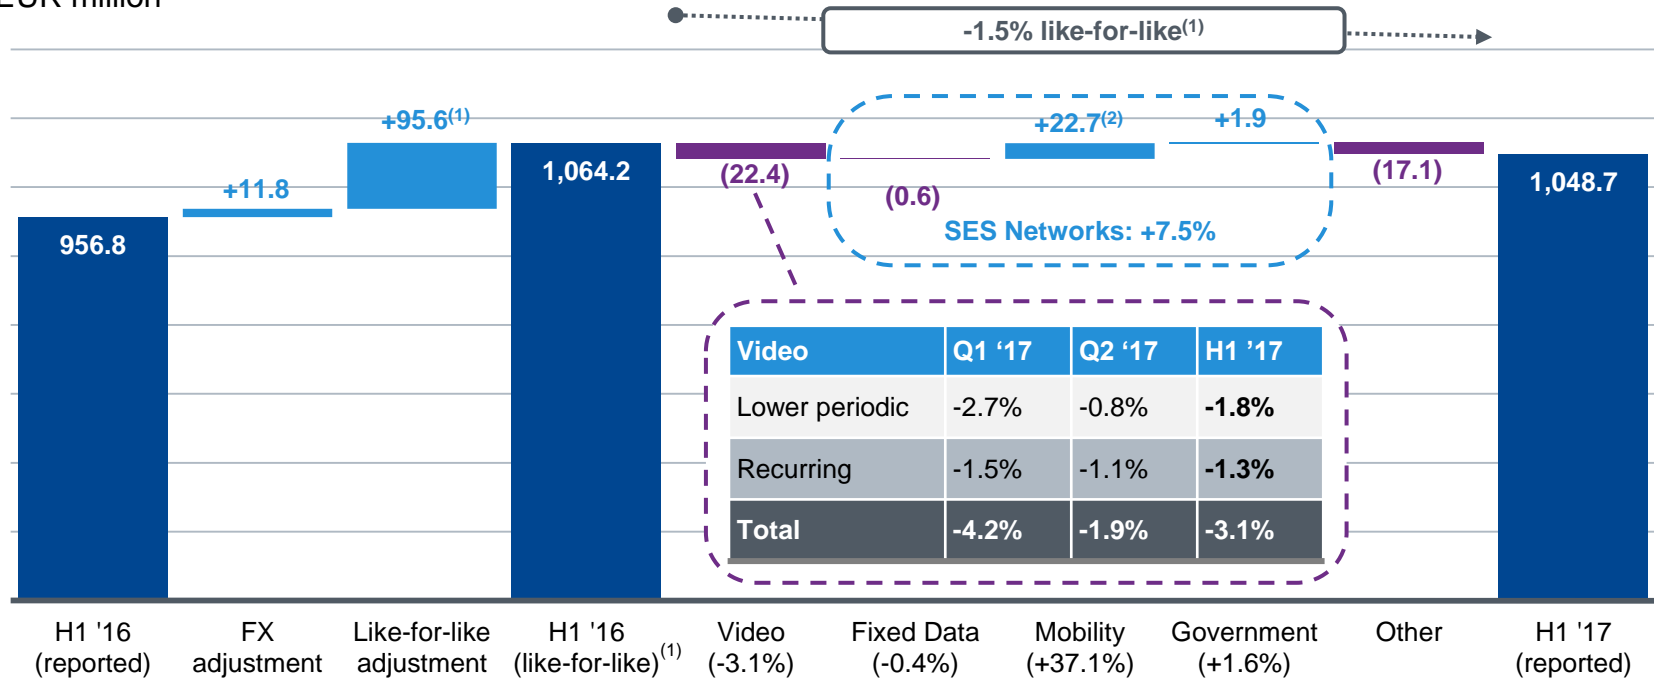 EUR million
-1.5% like-for-like(1)
+95.6(1)
+22.7(2)
+1.9
1,064.2
(22.4)
(17.1)
1,048.7
+11.8
(0.6)
956.8
SES Networks: +7.5%
Video Q1 ‘17 Q2 ‘17 H1 ’17
Lower periodic -2.7% -0.8% -1.8%
Recurring -1.5% -1.1% -1.3%
Total -4.2% -1.9% -3.1%
H1 '16
(reported)
FX
adjustment
Like-for-like
adjustment
H1 '16
(like-for-like)(1)
Video
(-3.1%)
Fixed Data
(-0.4%)
Mobility
(+37.1%)
Government
(+1.6%)
Other
H1 '17
(reported)